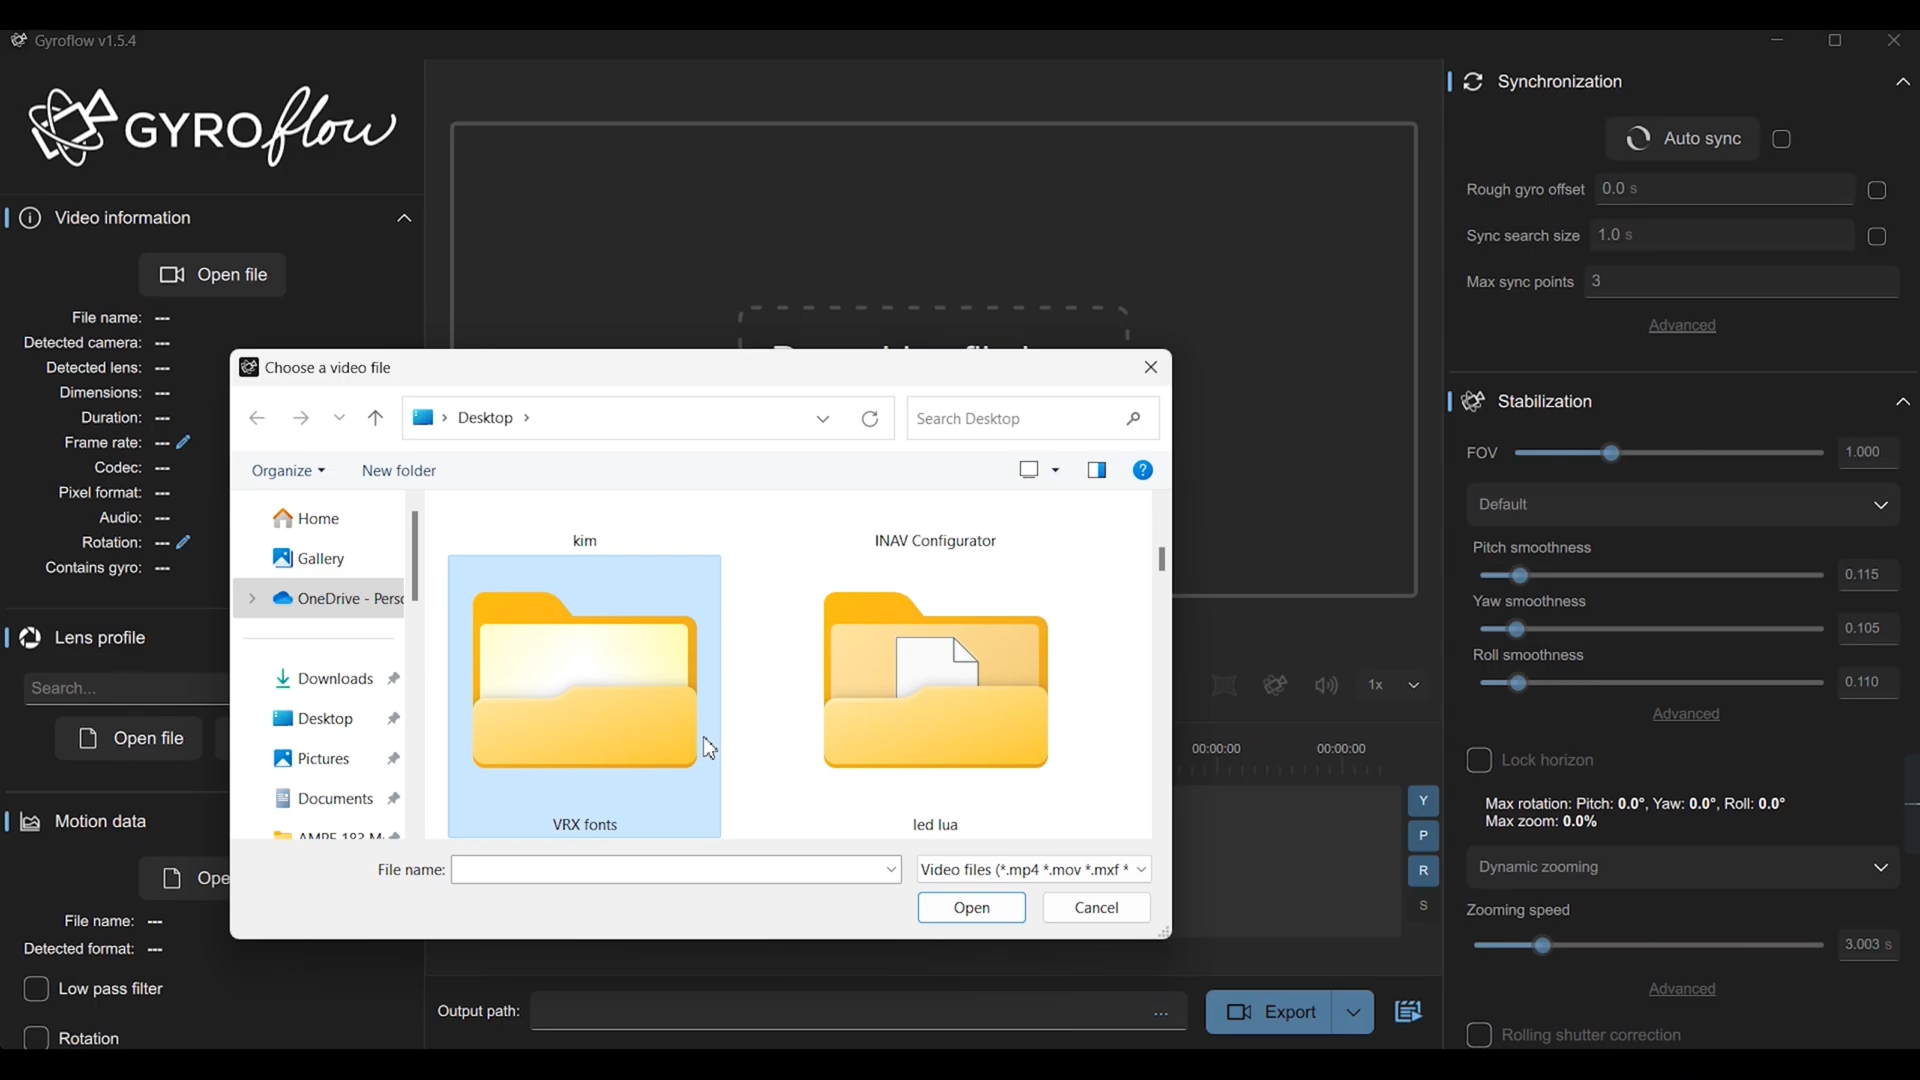 Gyroflow v1.5.4
GYROflow
Video information
Open file
File name: ---
Detected camera: ---
Detected lens: ---
Dimensions: ---
Duration: ---
Frame rate: ---
Codec: ---
Pixel format: ---
Audio: ---
Rotation: ---
Contains gyro: ---
Lens profile
Search...
Open file
Motion data
File name: ---
Detected format: ---
Low pass filter
Rotation
Choose a video file
Desktop
Search Desktop
Organize
New folder
Home
Gallery
OneDrive - Perso
Downloads
Desktop
Pictures
Documents
kim
INAV Configurator
VRX fonts
led lua
File name:
Video files (*.mp4 *.mov *.mxf *
Open
Cancel
1x
00:00:00
00:00:00
Y
P
R
S
Output path:
...
Export
Synchronization
Auto sync
Rough gyro offset 0.0 s
Sync search size 1.0 s
Max sync points 3
Advanced
Stabilization
FOV 1.000
Default
Pitch smoothness
0.115
Yaw smoothness
0.105
Roll smoothness
0.110
Advanced
Lock horizon
Max rotation: Pitch: 0.0°, Yaw: 0.0°, Roll: 0.0°
Max zoom: 0.0%
Dynamic zooming
Zooming speed
3.003 s
Advanced
Rolling shutter correction